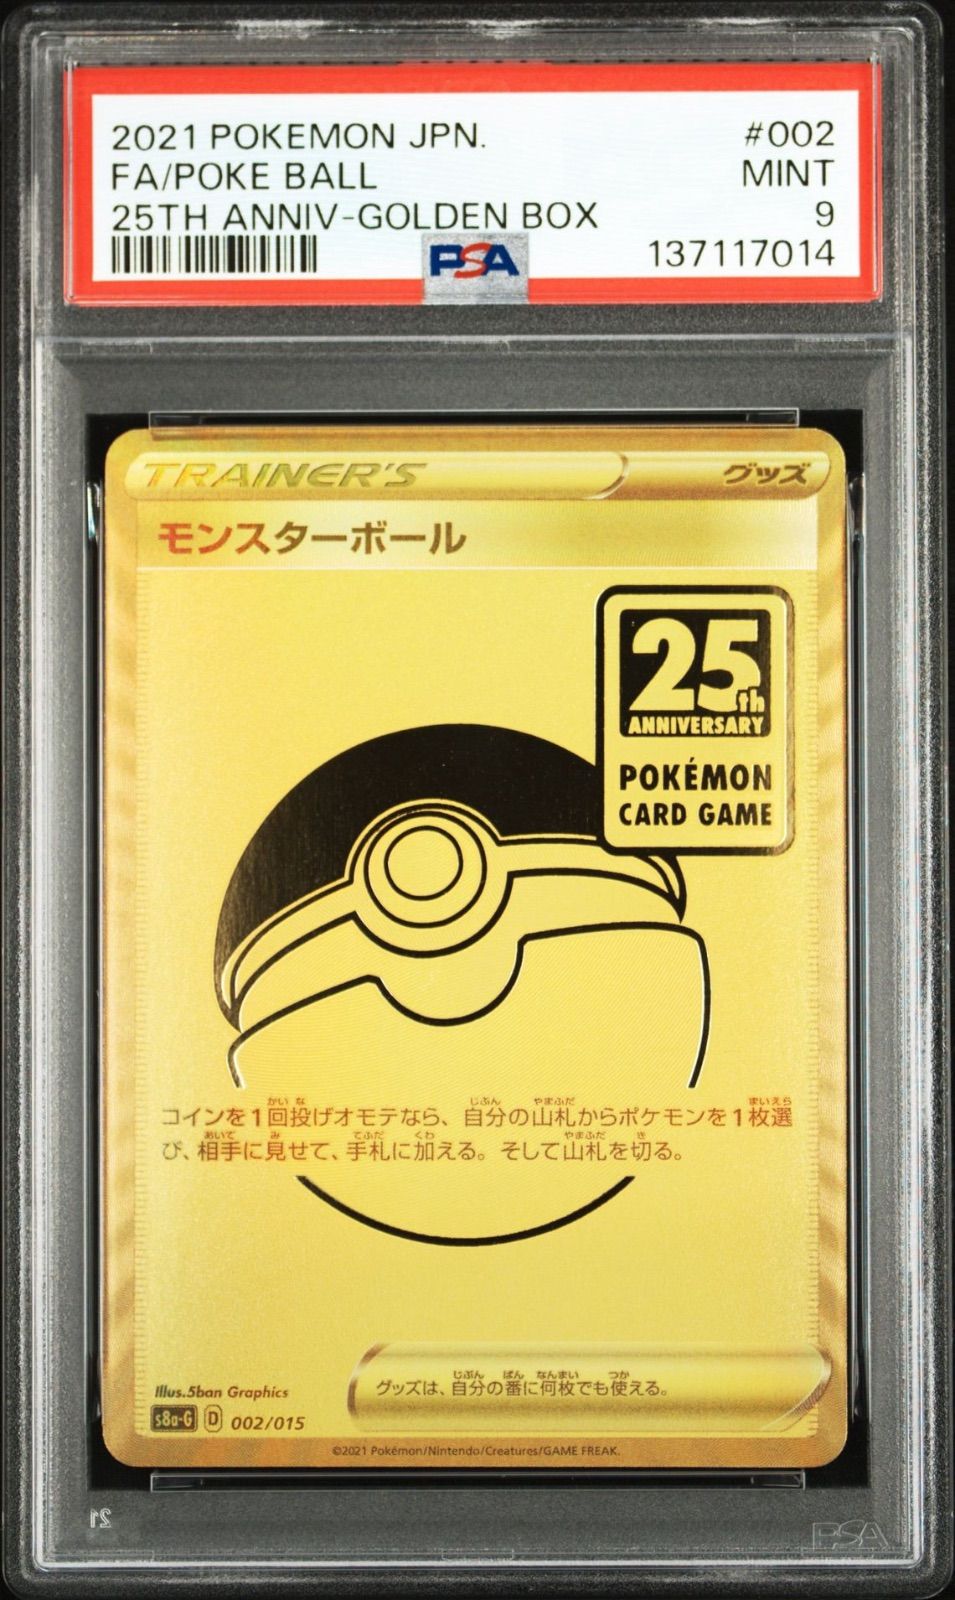 2021 POKEMON JPN. #002
FA/POKE BALL MINT
25TH ANNIV-GOLDEN BOX 9
PSA 137117014
TRAINER'S グッズ
モンスターボール
25th
ANNIVERSARY
POKÉMON
CARD GAME
コインを1回投げオモテなら、自分の山札からポケモンを1枚選
び、相手に見せて、手札に加える。そして山札を切る。
グッズは、自分の番に何枚でも使える。
Illus.5ban Graphics
s8a-G D 002/015
©2021 Pokémon/Nintendo/Creatures/GAME FREAK.
21
PSA